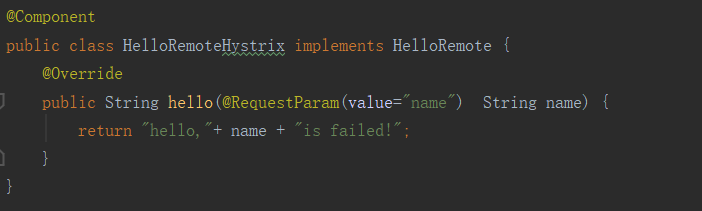 @Component
public class HelloRemoteHystrix implements HelloRemote {
    @Override
    public String hello(@RequestParam(value="name")  String name) {
        return "hello,"+ name + "is failed!";
    }
}